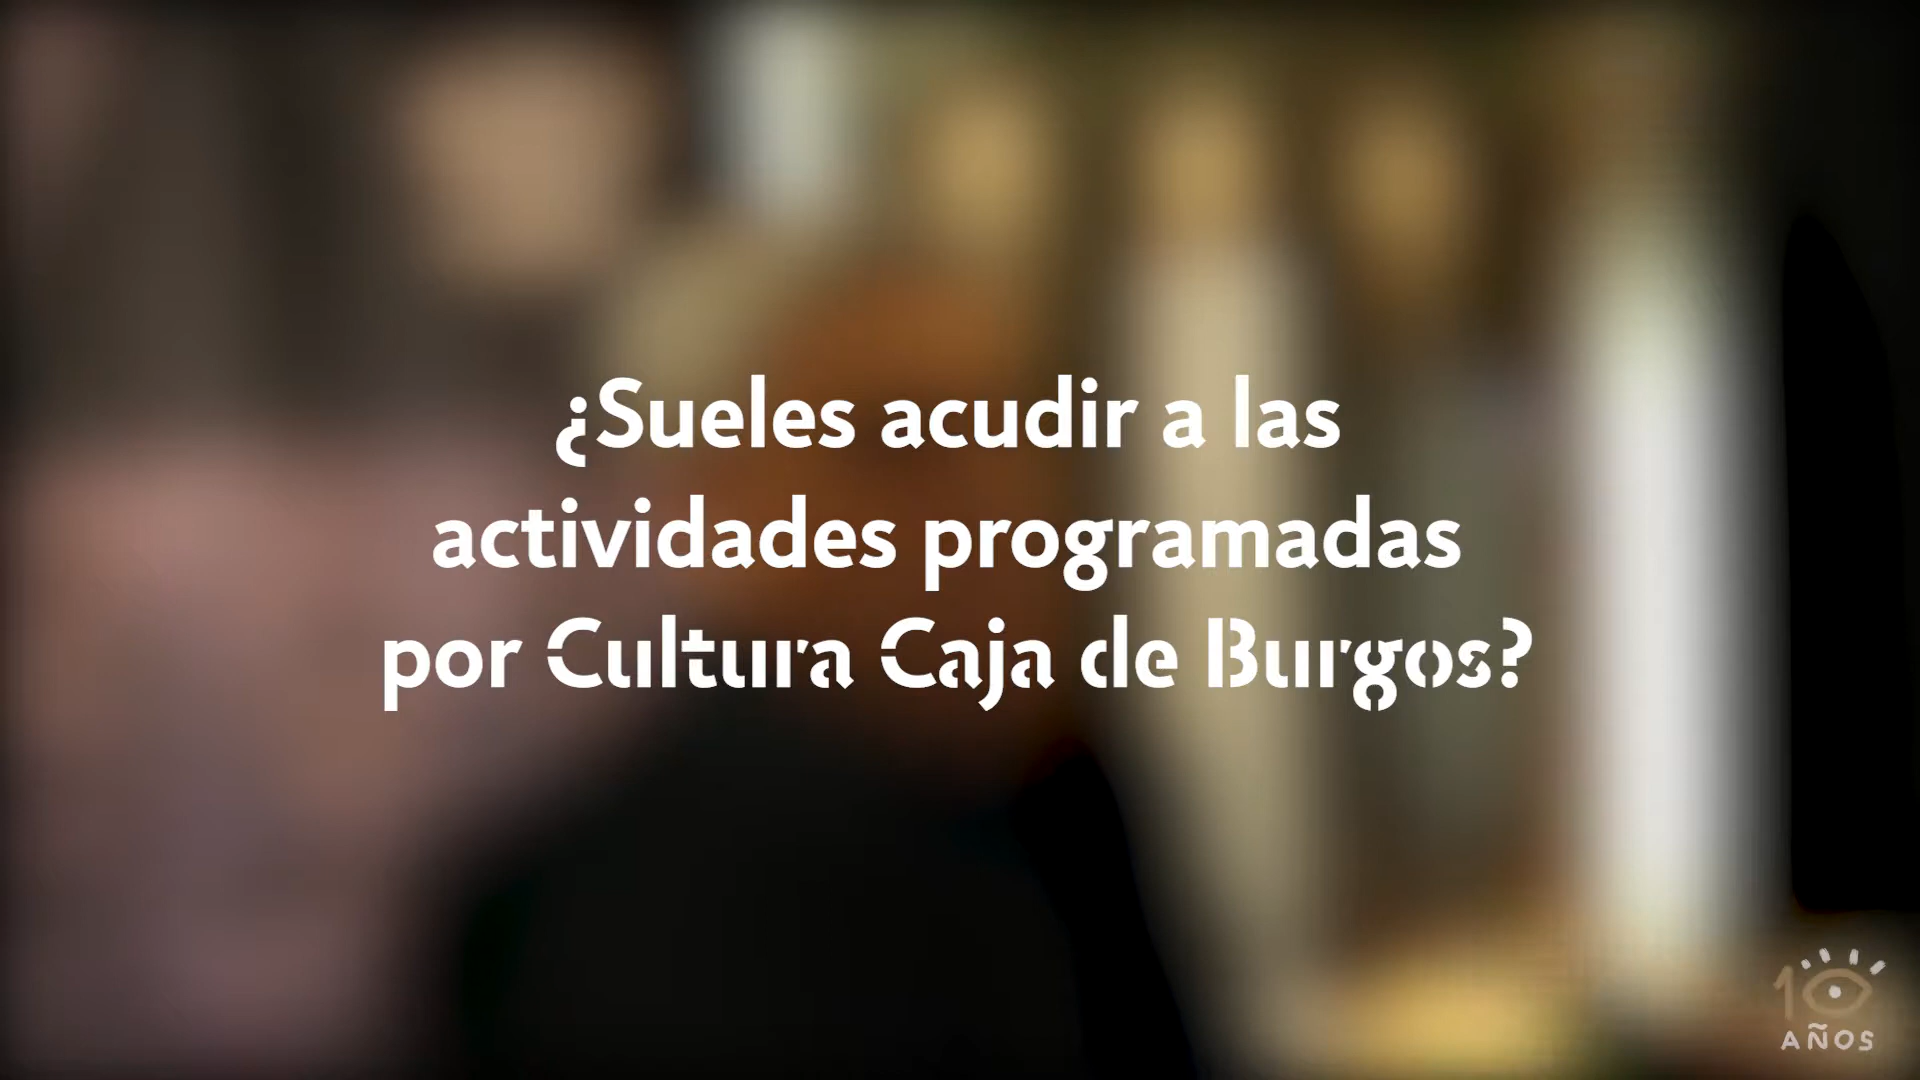 ¿Sueles acudir a las
actividades programadas
por Cultura Caja de Burgos?
10
AÑOS